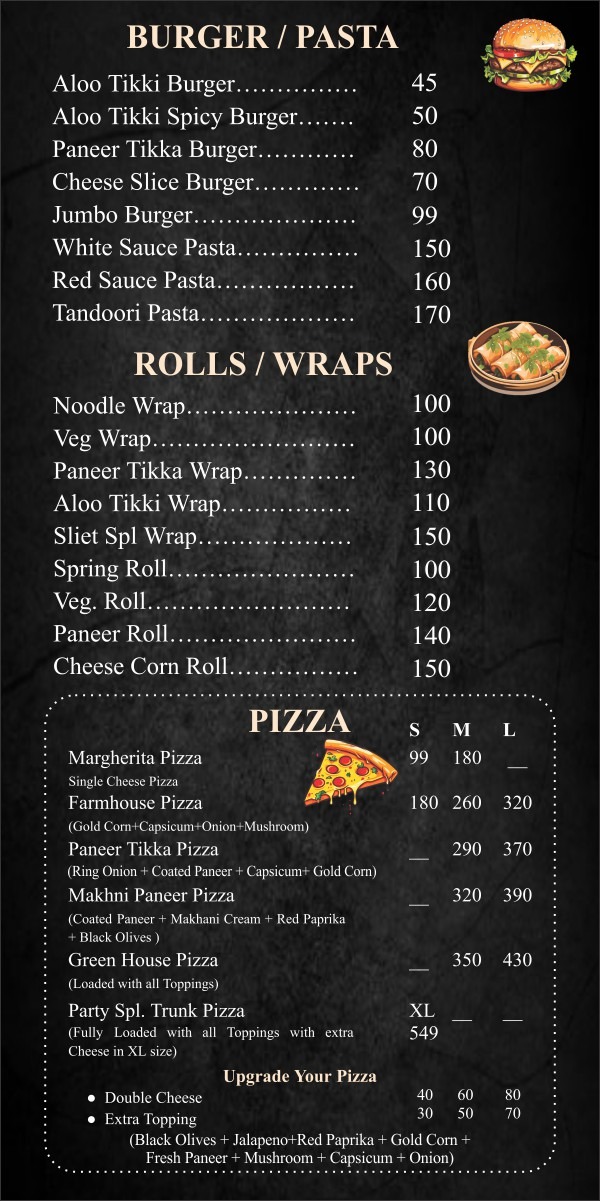 BURGER / PASTA
Aloo Tikki Burger............... 45
Aloo Tikki Spicy Burger....... 50
Paneer Tikka Burger............ 80
Cheese Slice Burger............. 70
Jumbo Burger.................... 99
White Sauce Pasta............... 150
Red Sauce Pasta................. 160
Tandoori Pasta................... 170
ROLLS / WRAPS
Noodle Wrap..................... 100
Veg Wrap......................... 100
Paneer Tikka Wrap.............. 130
Aloo Tikki Wrap................ 110
Sliet Spl Wrap................... 150
Spring Roll....................... 100
Veg. Roll......................... 120
Paneer Roll....................... 140
Cheese Corn Roll................ 150
PIZZA S M L
Margherita Pizza 99 180 __
Single Cheese Pizza
Farmhouse Pizza 180 260 320
(Gold Corn+Capsicum+Onion+Mushroom)
Paneer Tikka Pizza __ 290 370
(Ring Onion + Coated Paneer + Capsicum+ Gold Corn)
Makhni Paneer Pizza __ 320 390
(Coated Paneer + Makhani Cream + Red Paprika
+ Black Olives )
Green House Pizza __ 350 430
(Loaded with all Toppings)
Party Spl. Trunk Pizza XL __ __
(Fully Loaded with all Toppings with extra 549
Cheese in XL size)
Upgrade Your Pizza
● Double Cheese 40 60 80
● Extra Topping 30 50 70
(Black Olives + Jalapeno+Red Paprika + Gold Corn +
Fresh Paneer + Mushroom + Capsicum + Onion)